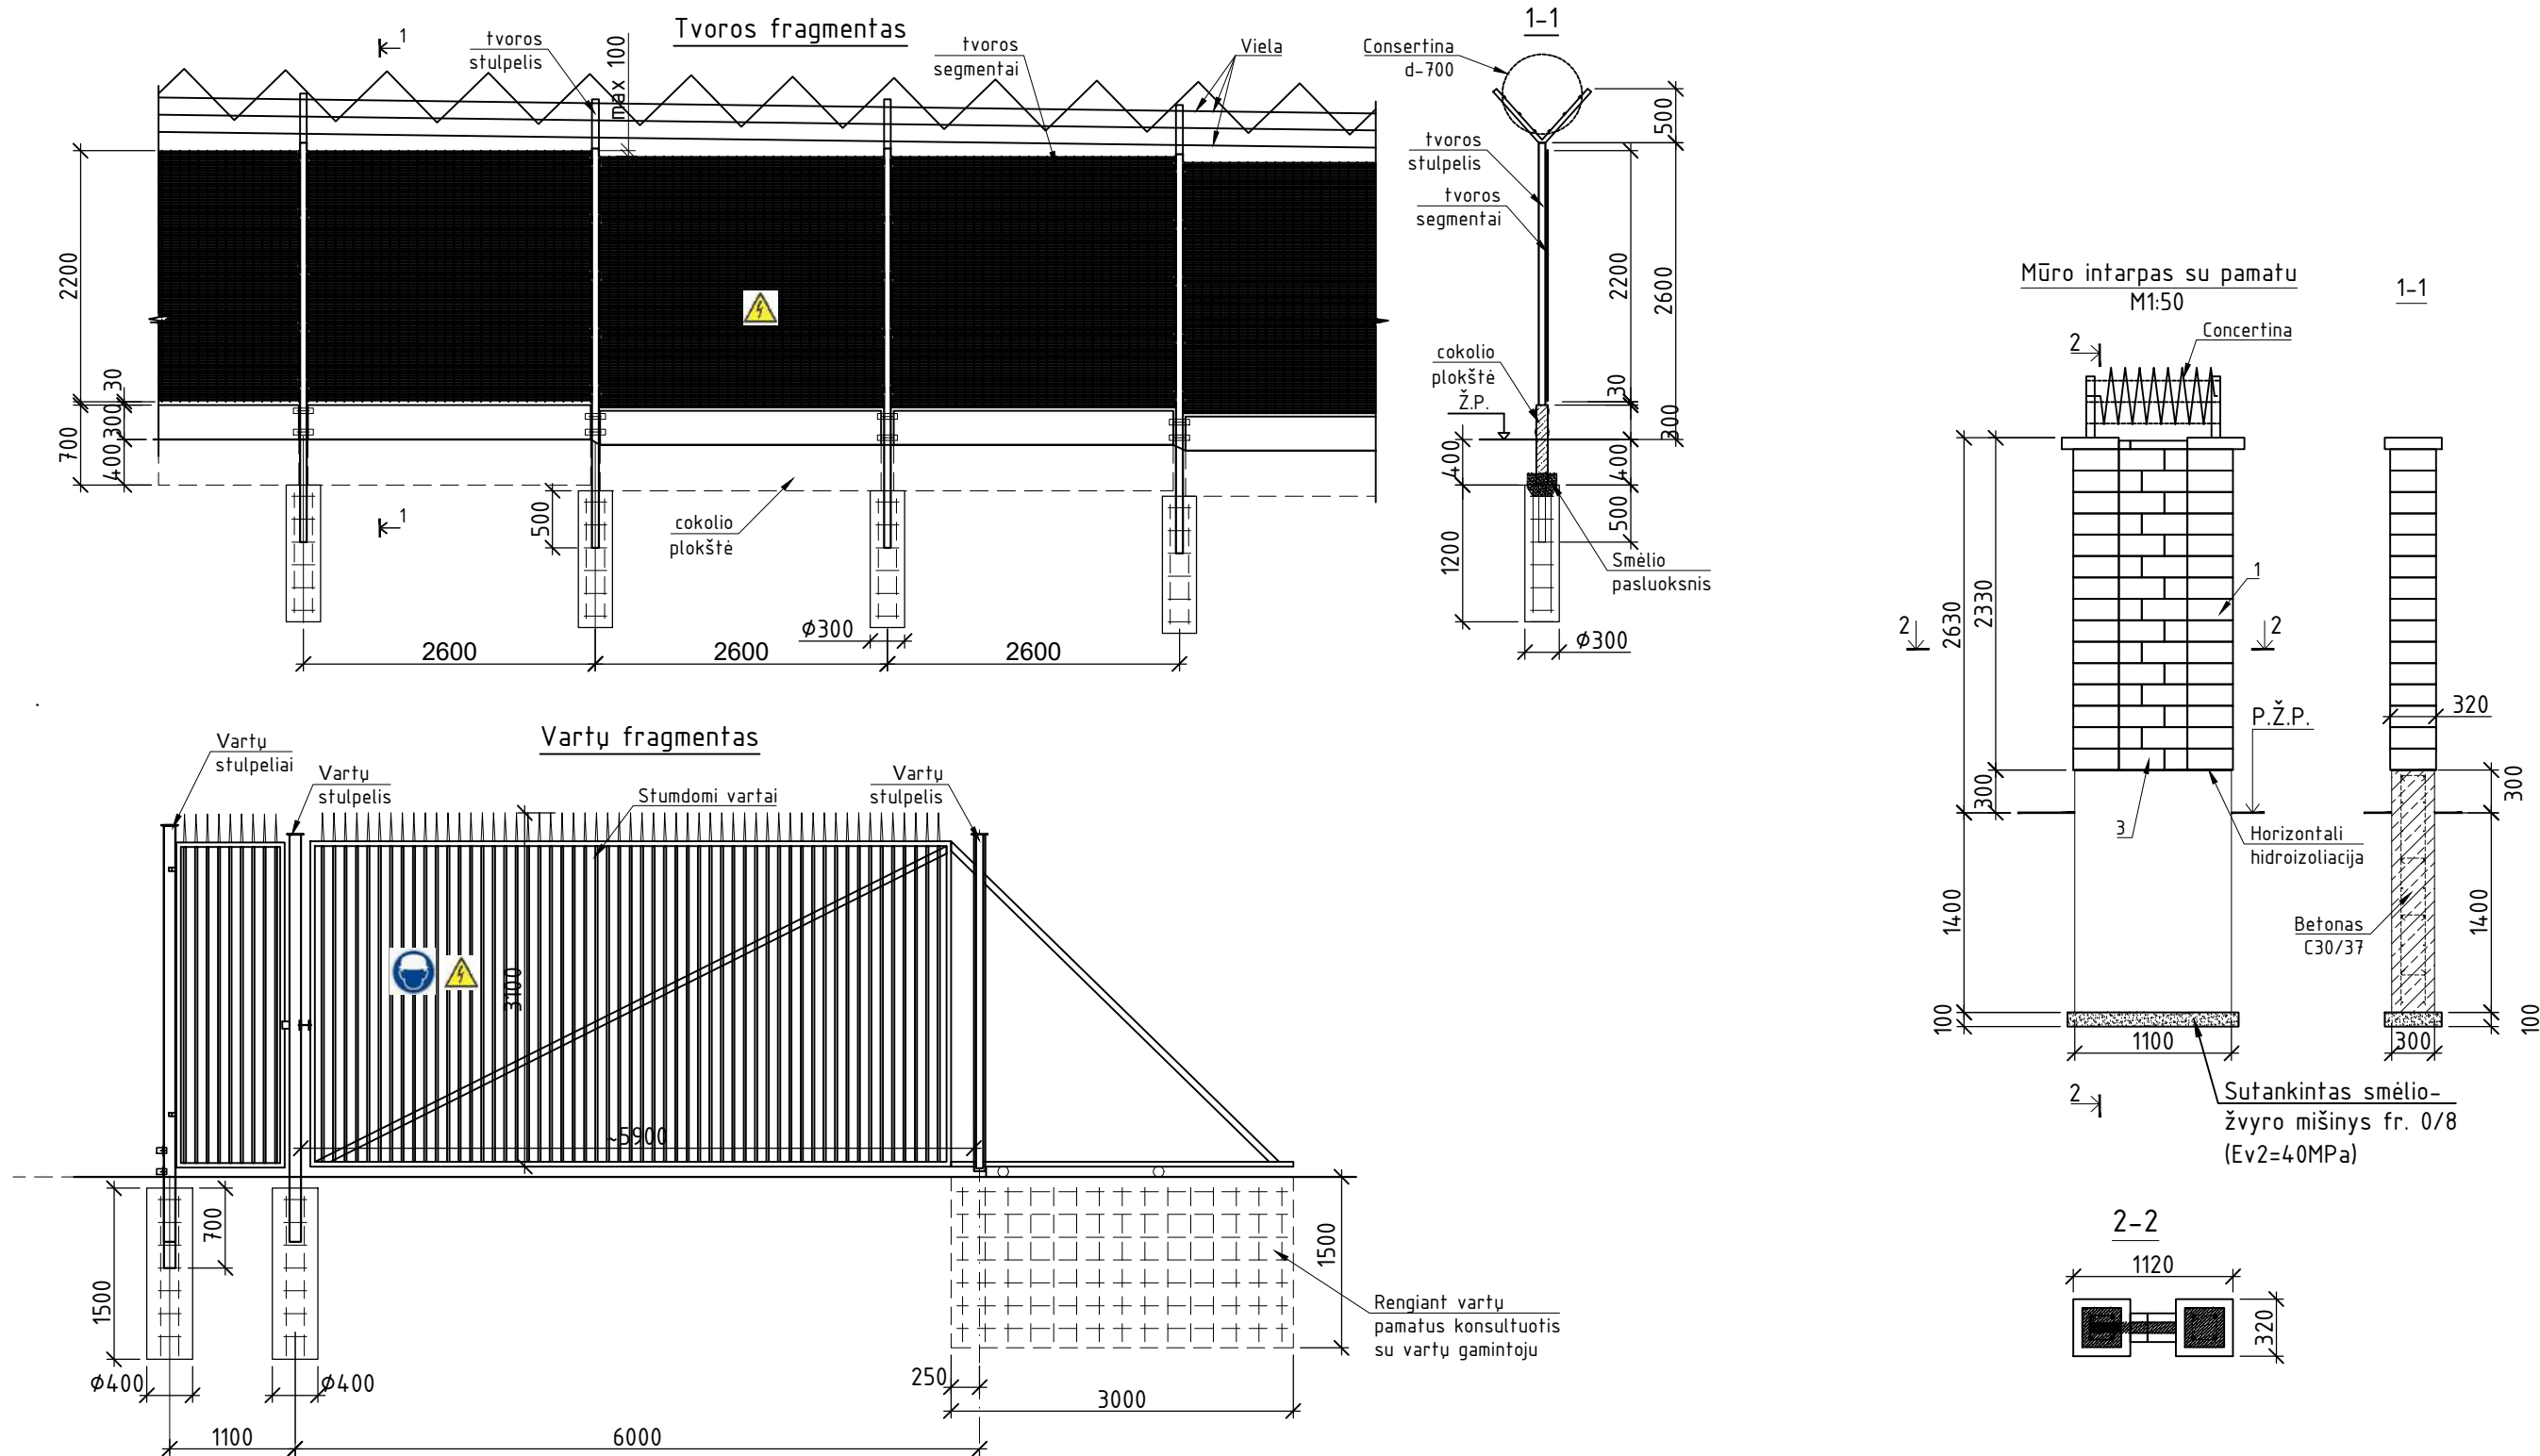 Tvoros fragmentas
1
tvoros
stulpelis
max 100
tvoros
segmentai
Viela
2200
30
300
700
400
1
500
cokolio
plokštė
Ø300
2600
2600
2600
1-1
Consertina
d-700
500
tvoros
stulpelis
tvoros
segmentai
2200
2600
cokolio
plokštė
Ž.P.
30
300
400
400
500
1200
Smėlio
pasluoksnis
Ø300
Mūro intarpas su pamatu
M1:50
1-1
2
Concertina
2630
2330
1
2
2
320
P.Ž.P.
300
300
3
Horizontali
hidroizoliacija
1400
Betonas
C30/37
1400
100
1100
300
100
2
Sutankintas smėlio-
žvyro mišinys fr. 0/8
(Ev2=40MPa)
2-2
1120
320
Vartų fragmentas
Vartų
stulpeliai
Vartų
stulpelis
Stumdomi vartai
Vartų
stulpelis
3100
~5900
700
1500
1500
Rengiant vartų
pamatus konsultuotis
su vartų gamintoju
Ø400
Ø400
250
3000
1100
6000